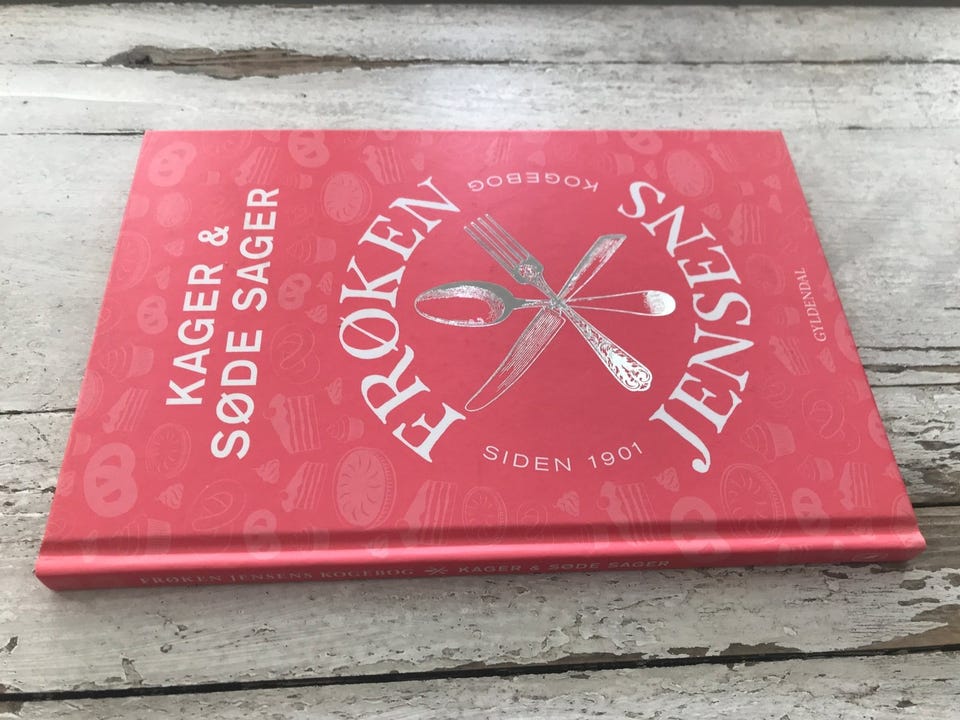 KAGER &
SØDE SAGER
FRØKEN
JENSENS
KOGEBOG
SIDEN 1901
GYLDENDAL
FRØKEN JENSENS KOGEBOG KAGER & SØDE SAGER